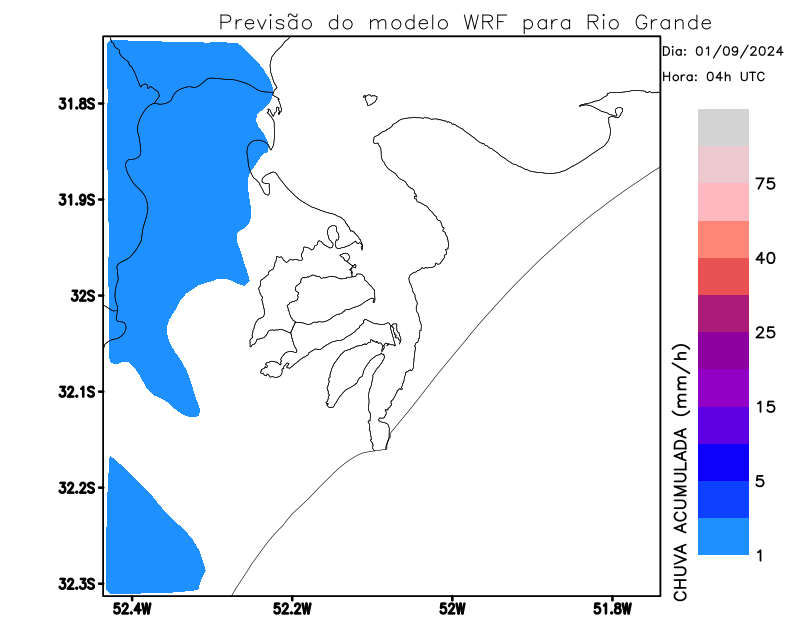 Previsão do modelo WRF para Rio Grande
Dia: 01/09/2024
Hora: 04h UTC
31.8S
31.9S
32S
32.1S
32.2S
32.3S
52.4W
52.2W
52W
51.8W
75
40
25
15
5
1
CHUVA ACUMULADA (mm/h)